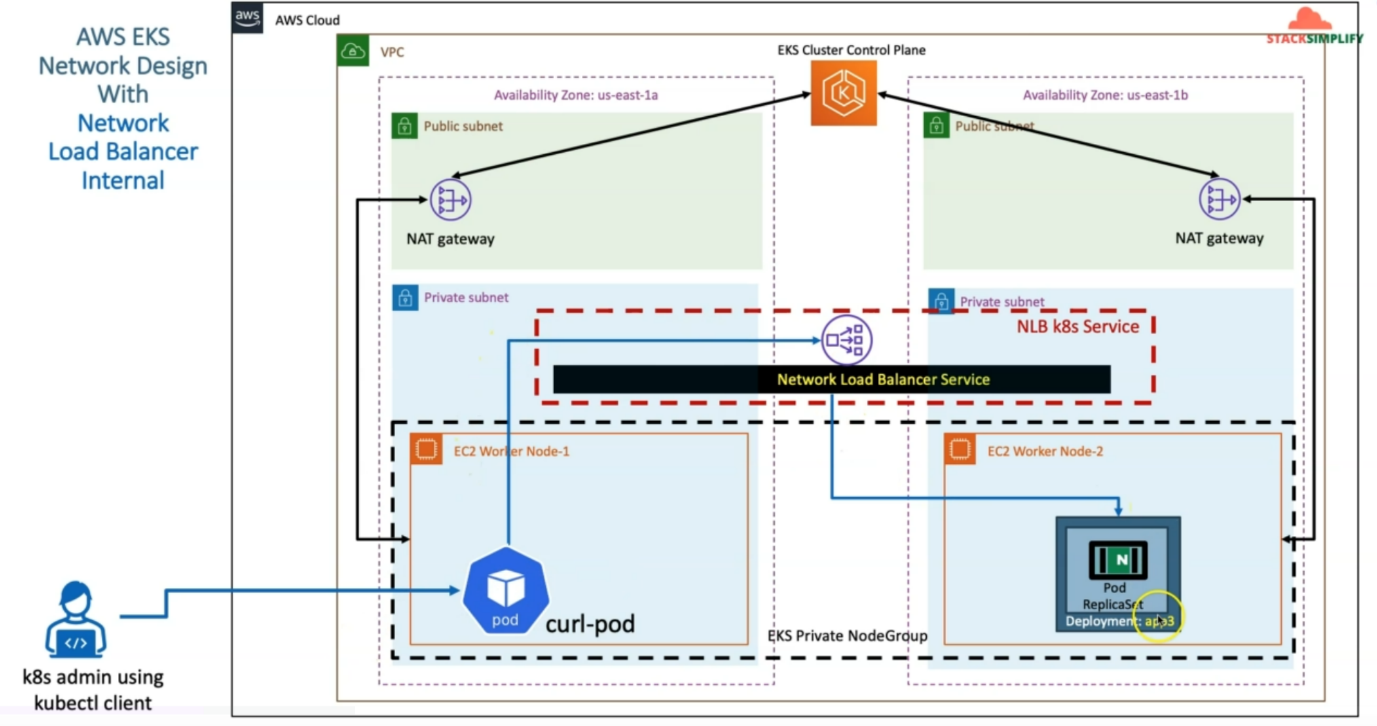 AWS EKS
Network Design
With
Network
Load Balancer
Internal
aws
AWS Cloud
STACKSIMPLIFY
VPC
EKS Cluster Control Plane
K
Availability Zone: us-east-1a
Availability Zone: us-east-1b
Public subnet
Public subnet
NAT gateway
NAT gateway
Private subnet
Private subnet
NLB k8s Service
Network Load Balancer Service
EC2 Worker Node-1
EC2 Worker Node-2
pod
curl-pod
N
Pod
ReplicaSet
Deployment: app3
EKS Private NodeGroup
</>
k8s admin using
kubectl client